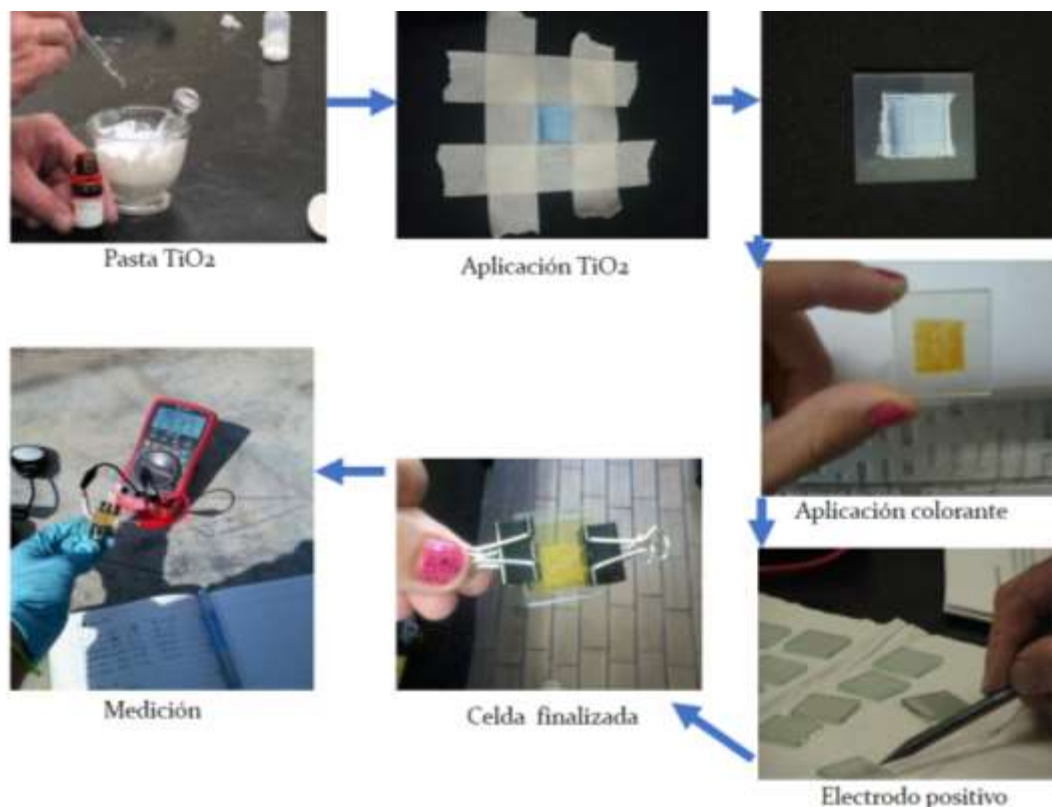 Pasta TiO2
Aplicación TiO2
Aplicación colorante
Electrodo positivo
Celda finalizada
Medición